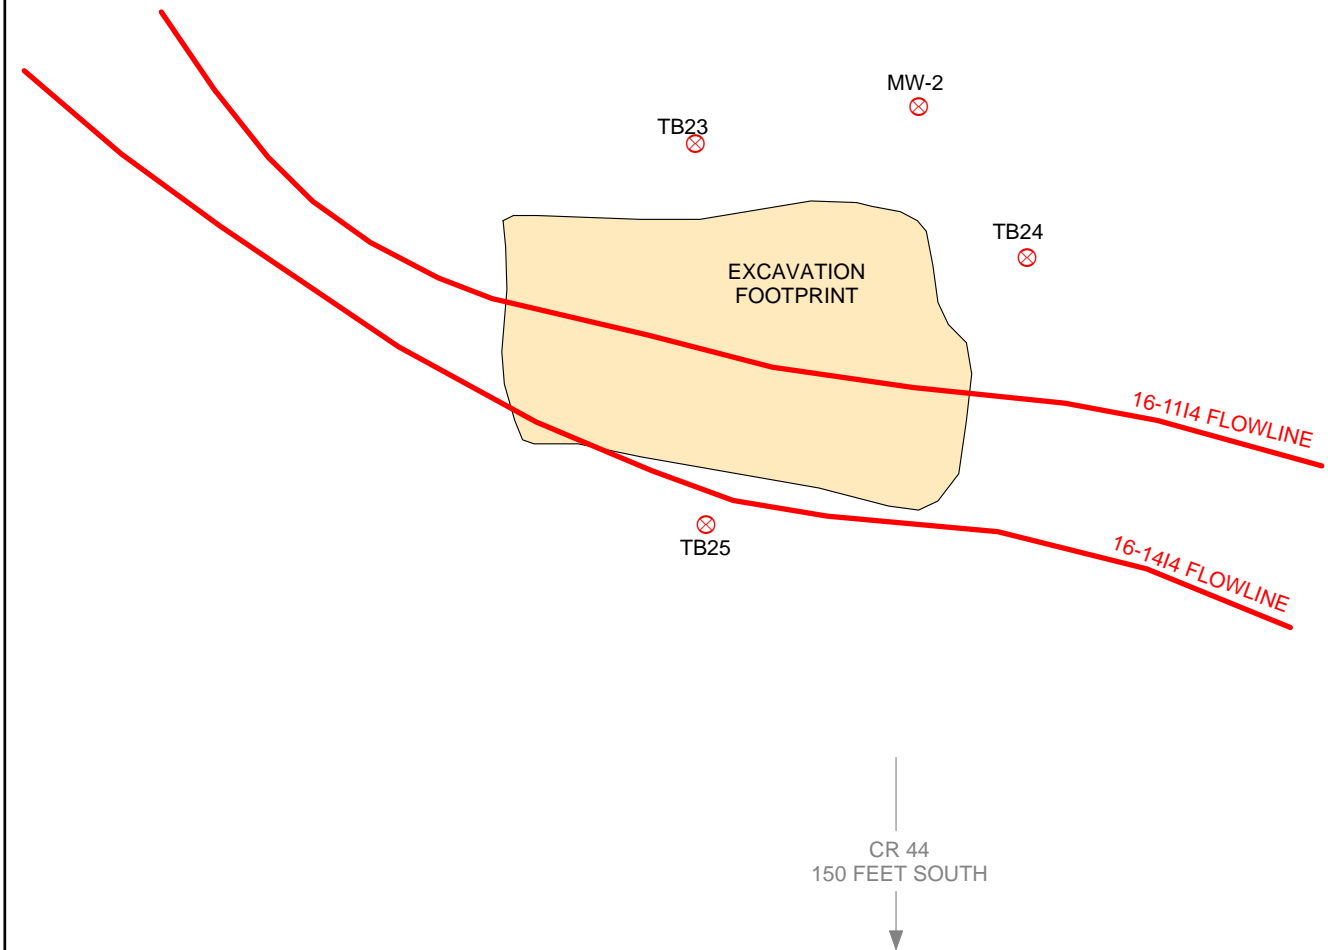 MW-2
TB23
TB24
EXCAVATION
FOOTPRINT
16-11I4 FLOWLINE
16-14I4 FLOWLINE
TB25
CR 44
150 FEET SOUTH